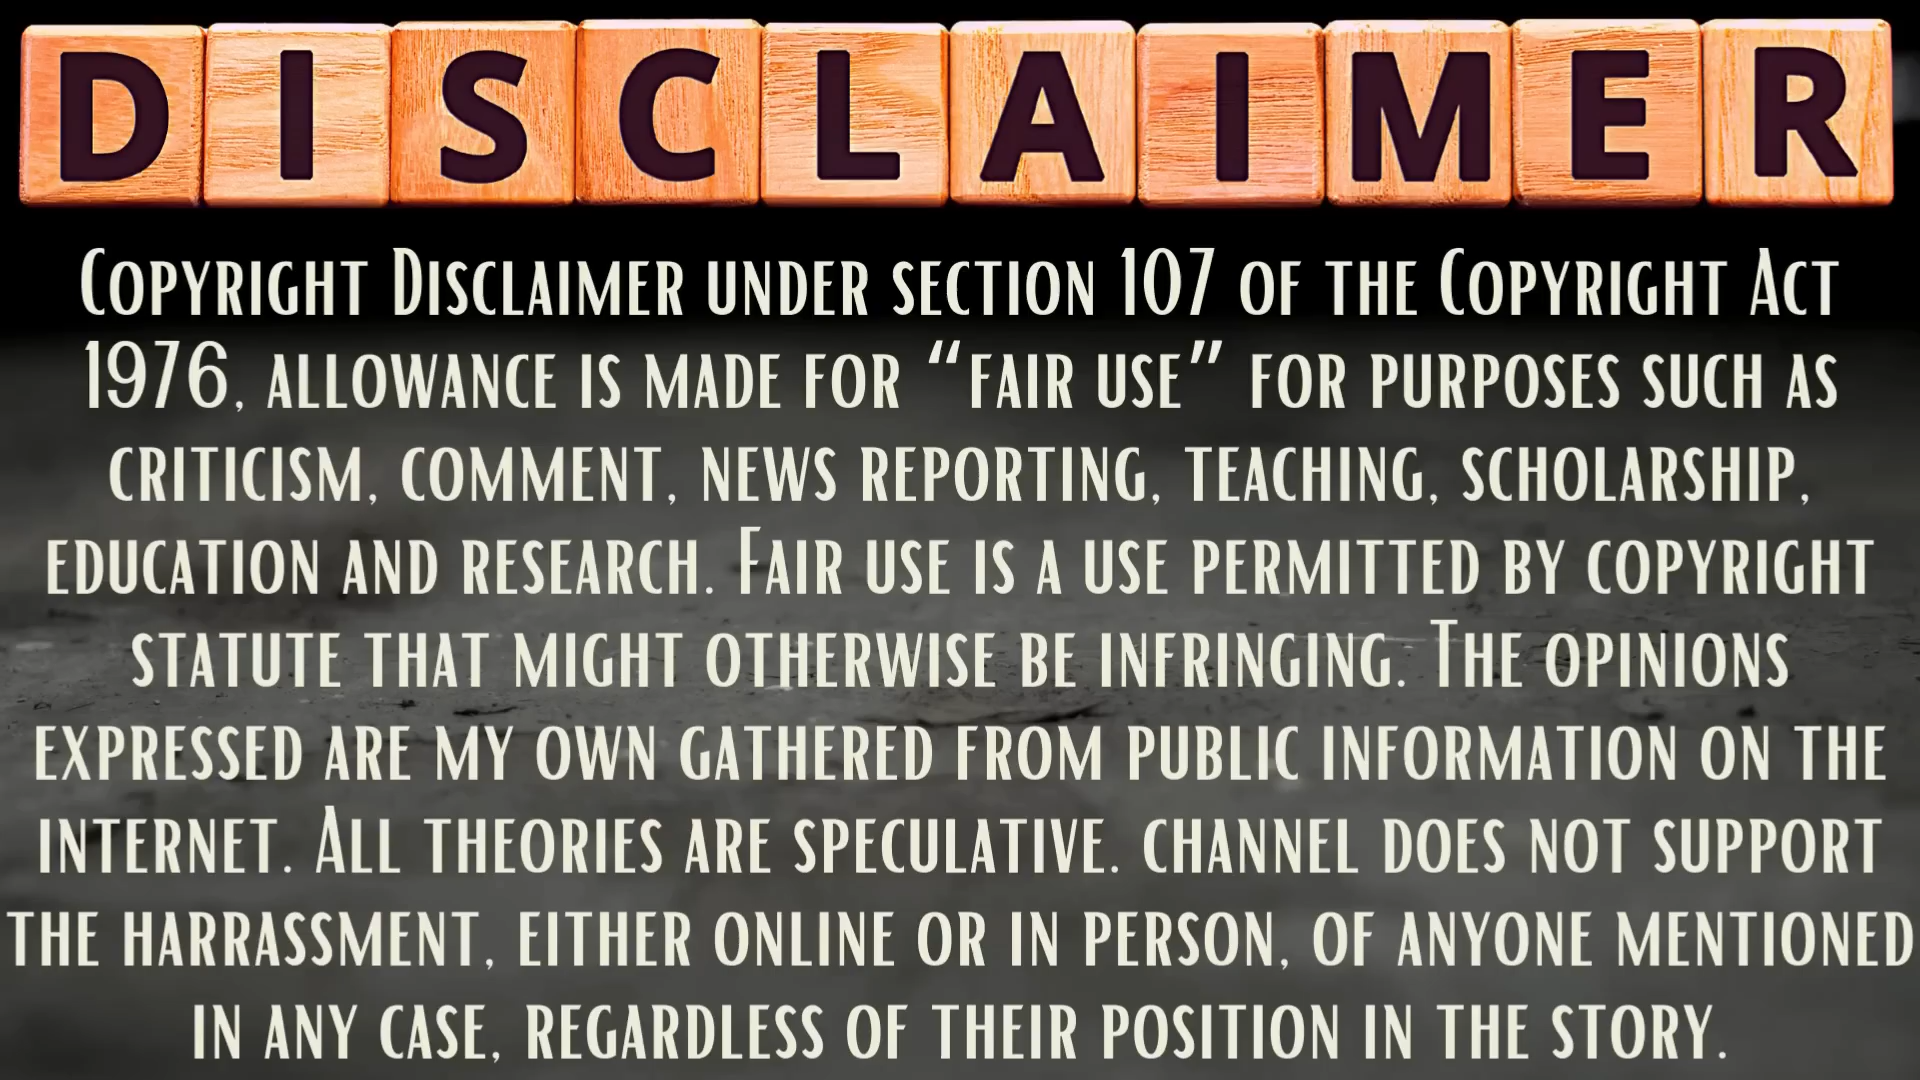 DISCLAIMER
Copyright Disclaimer under section 107 of the Copyright Act
1976, allowance is made for “fair use” for purposes such as
criticism, comment, news reporting, teaching, scholarship,
education and research. Fair use is a use permitted by copyright
statute that might otherwise be infringing. The opinions
expressed are my own gathered from public information on the
internet. All theories are speculative. channel does not support
the harrassment, either online or in person, of anyone mentioned
in any case, regardless of their position in the story.